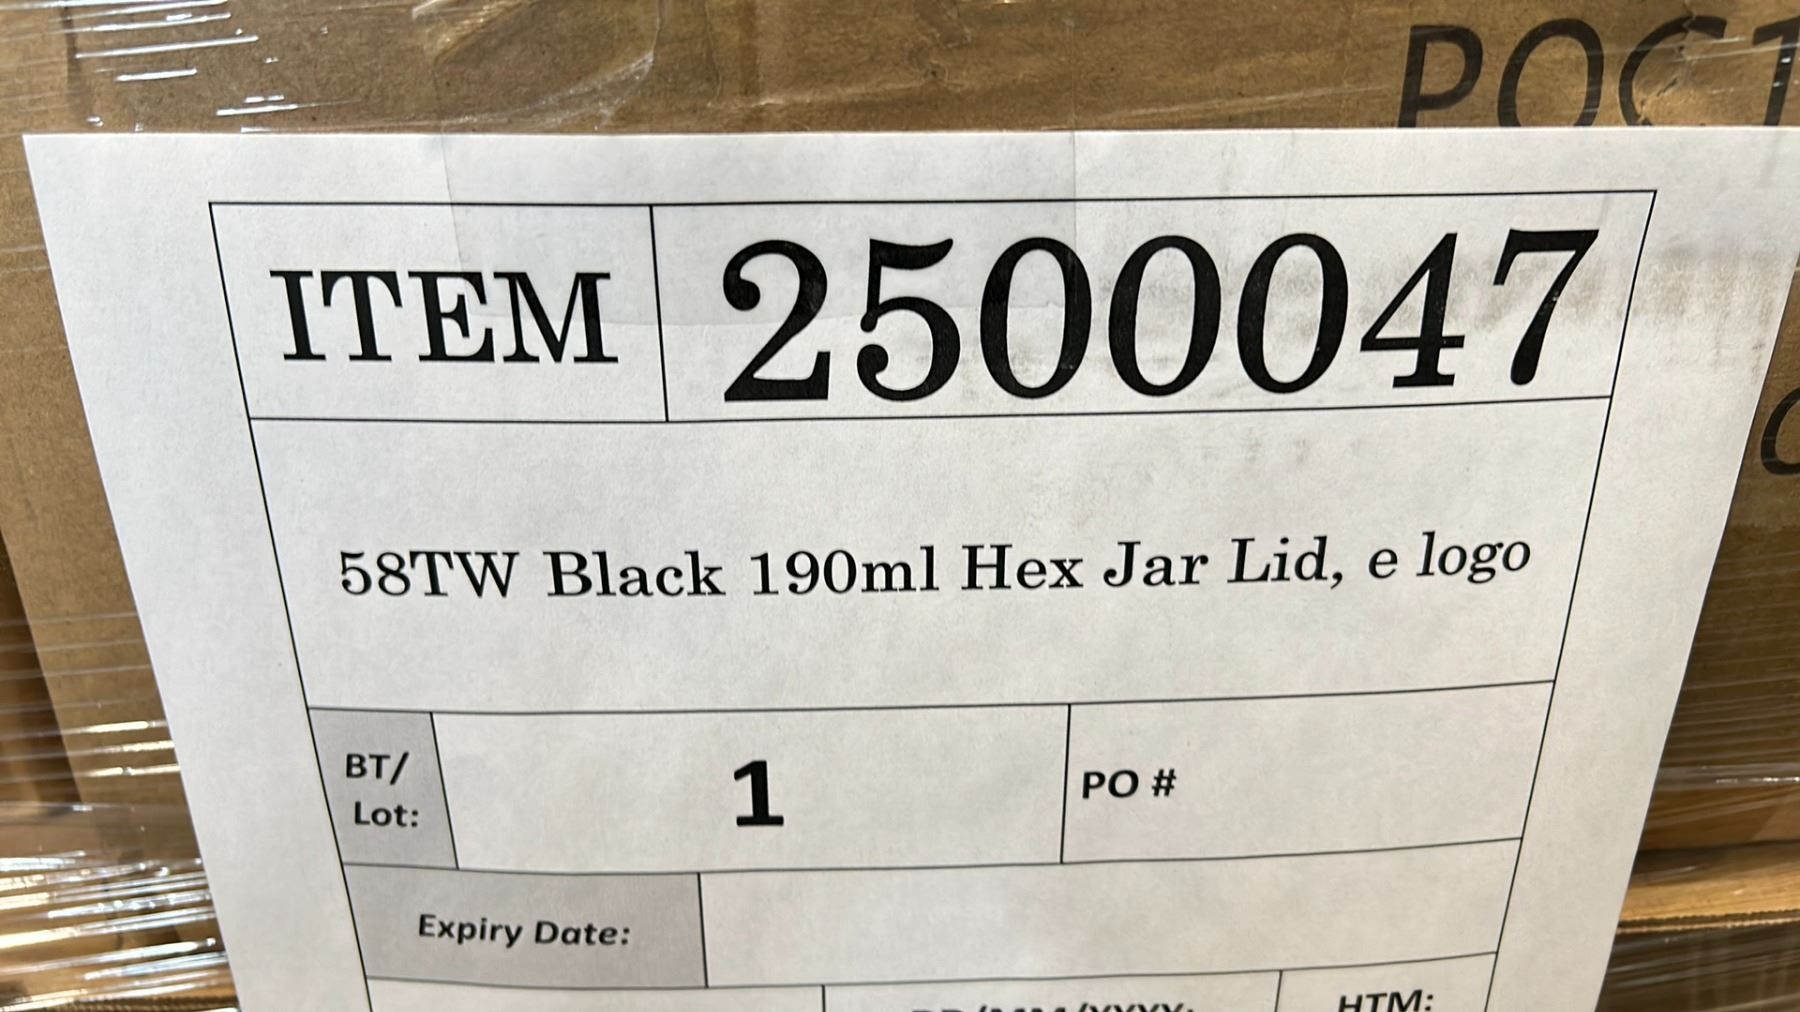 ITEM 2500047
58TW Black 190ml Hex Jar Lid, e logo
BT/
Lot:
1
PO #
Expiry Date:
HTM: